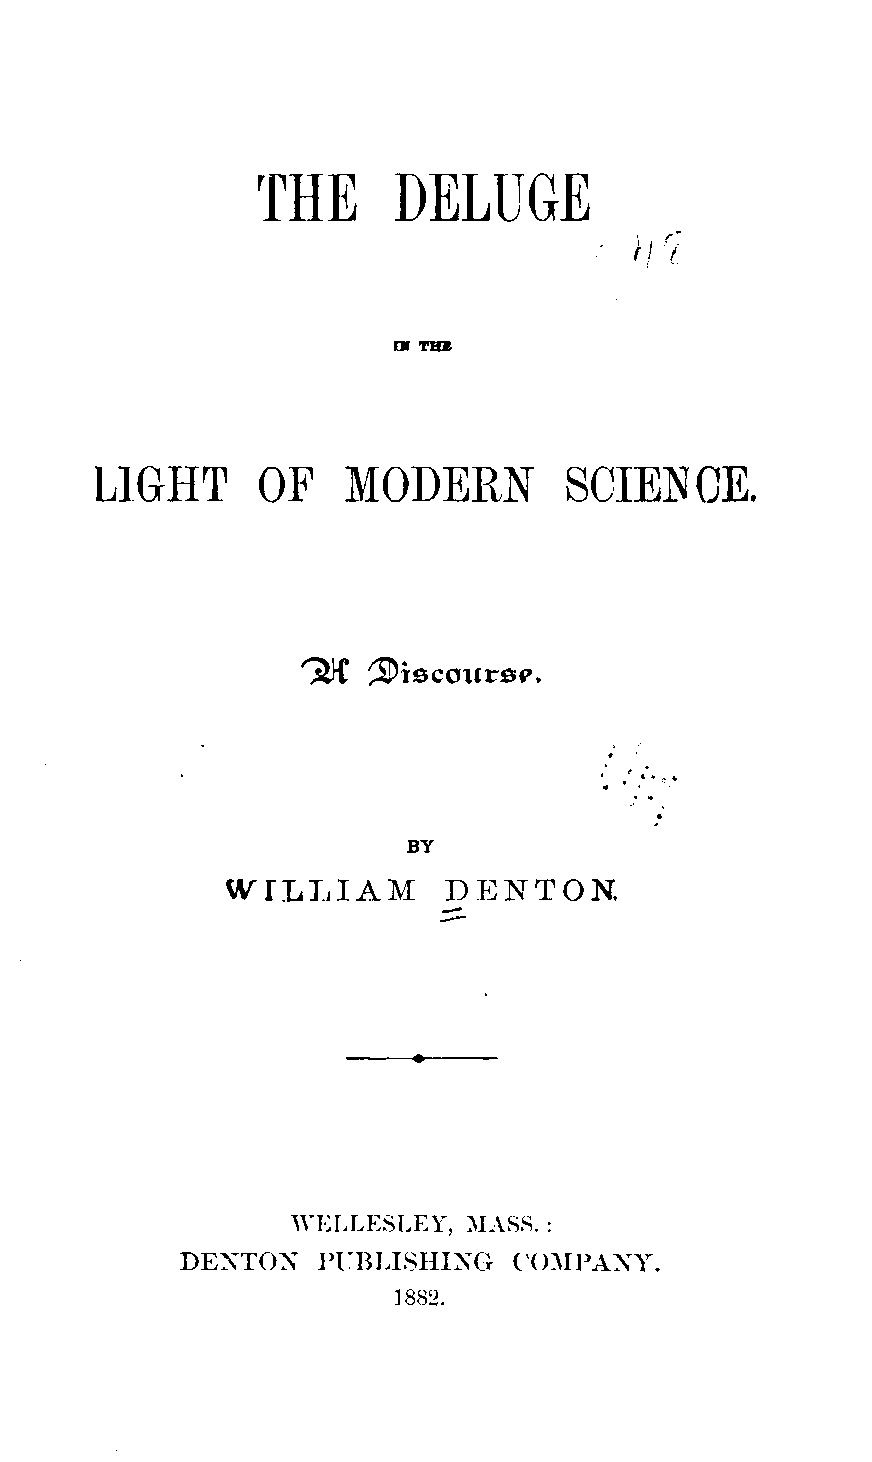 THE DELUGE
IN THE
LIGHT OF MODERN SCIENCE.
A Discourse.
BY
WILLIAM DENTON.
WELLESLEY, MASS.:
DENTON PUBLISHING COMPANY.
1882.